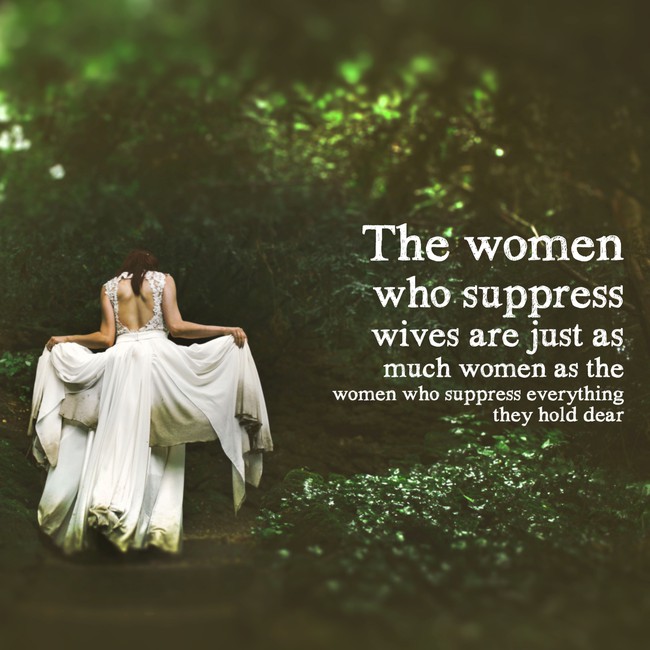 The women
who suppress
wives are just as
much women as the
women who suppress everything
they hold dear